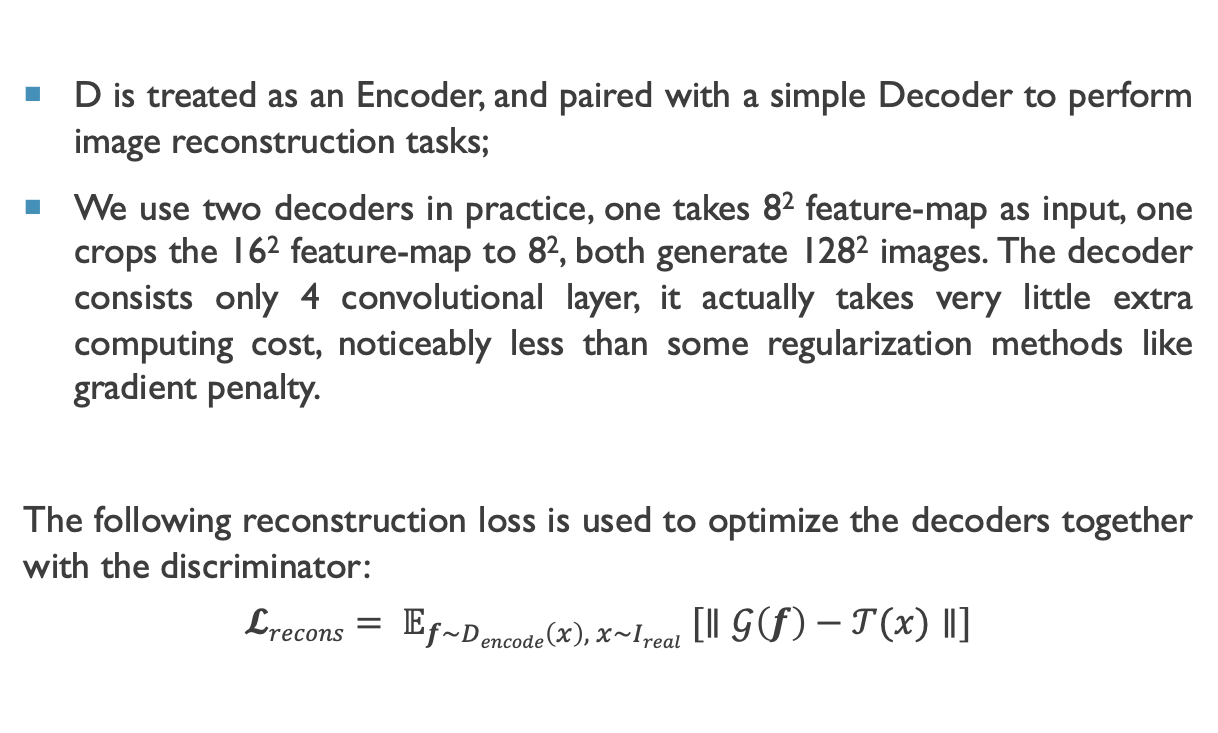 D is treated as an Encoder, and paired with a simple Decoder to perform
image reconstruction tasks;
We use two decoders in practice, one takes 8² feature-map as input, one
crops the 16² feature-map to 8², both generate 128² images. The decoder
consists only 4 convolutional layer, it actually takes very little extra
computing cost, noticeably less than some regularization methods like
gradient penalty.
The following reconstruction loss is used to optimize the decoders together
with the discriminator:
𝓛_recons = 𝔼_{f~D_encode(x), x~I_real} [‖ 𝒢(f) − 𝒯(x) ‖]